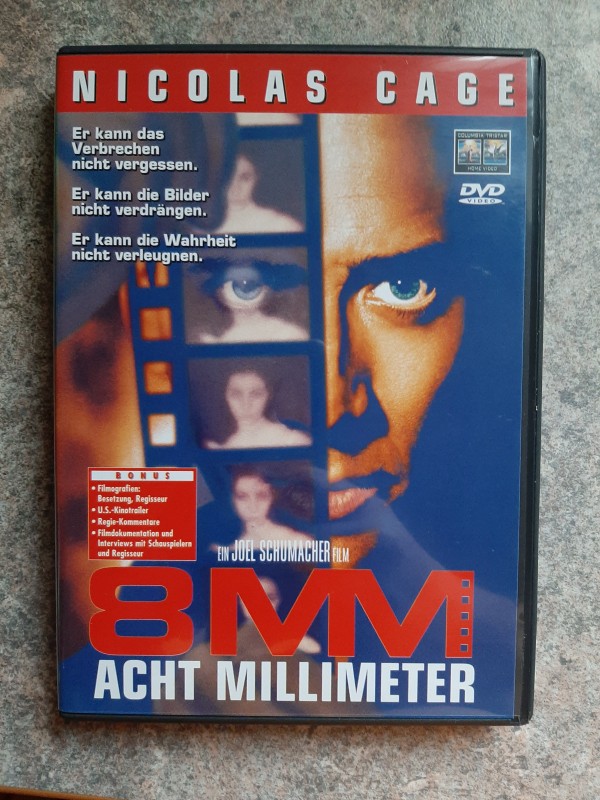 NICOLAS CAGE
Er kann das
Verbrechen
nicht vergessen.
Er kann die Bilder
nicht verdrängen.
Er kann die Wahrheit
nicht verleugnen.
COLUMBIA TRISTAR
HOME VIDEO
DVD
VIDEO
BONUS
• Filmografien:
Besetzung, Regisseur
• U.S.-Kinotrailer
• Regie-Kommentare
• Filmdokumentation und
Interviews mit Schauspielern
und Regisseur
EIN JOEL SCHUMACHER FILM
8MM
ACHT MILLIMETER